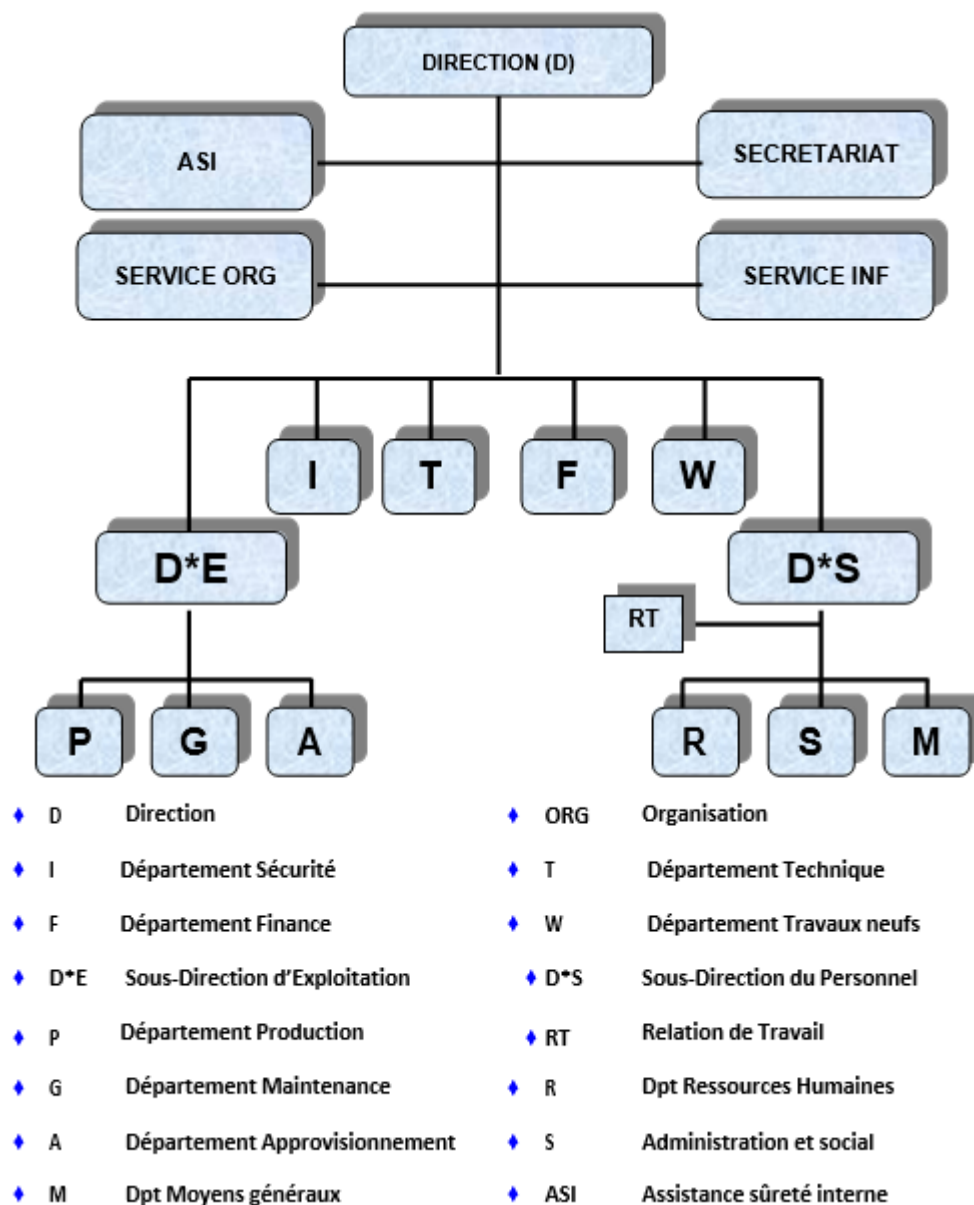 DIRECTION (D)
ASI
SECRETARIAT
SERVICE ORG
SERVICE INF
I
T
F
W
D*E
D*S
RT
P
G
A
R
S
M
D Direction
ORG Organisation
I Département Sécurité
T Département Technique
F Département Finance
W Département Travaux neufs
D*E Sous-Direction d'Exploitation
D*S Sous-Direction du Personnel
P Département Production
RT Relation de Travail
G Département Maintenance
R Dpt Ressources Humaines
A Département Approvisionnement
S Administration et social
M Dpt Moyens généraux
ASI Assistance sûreté interne